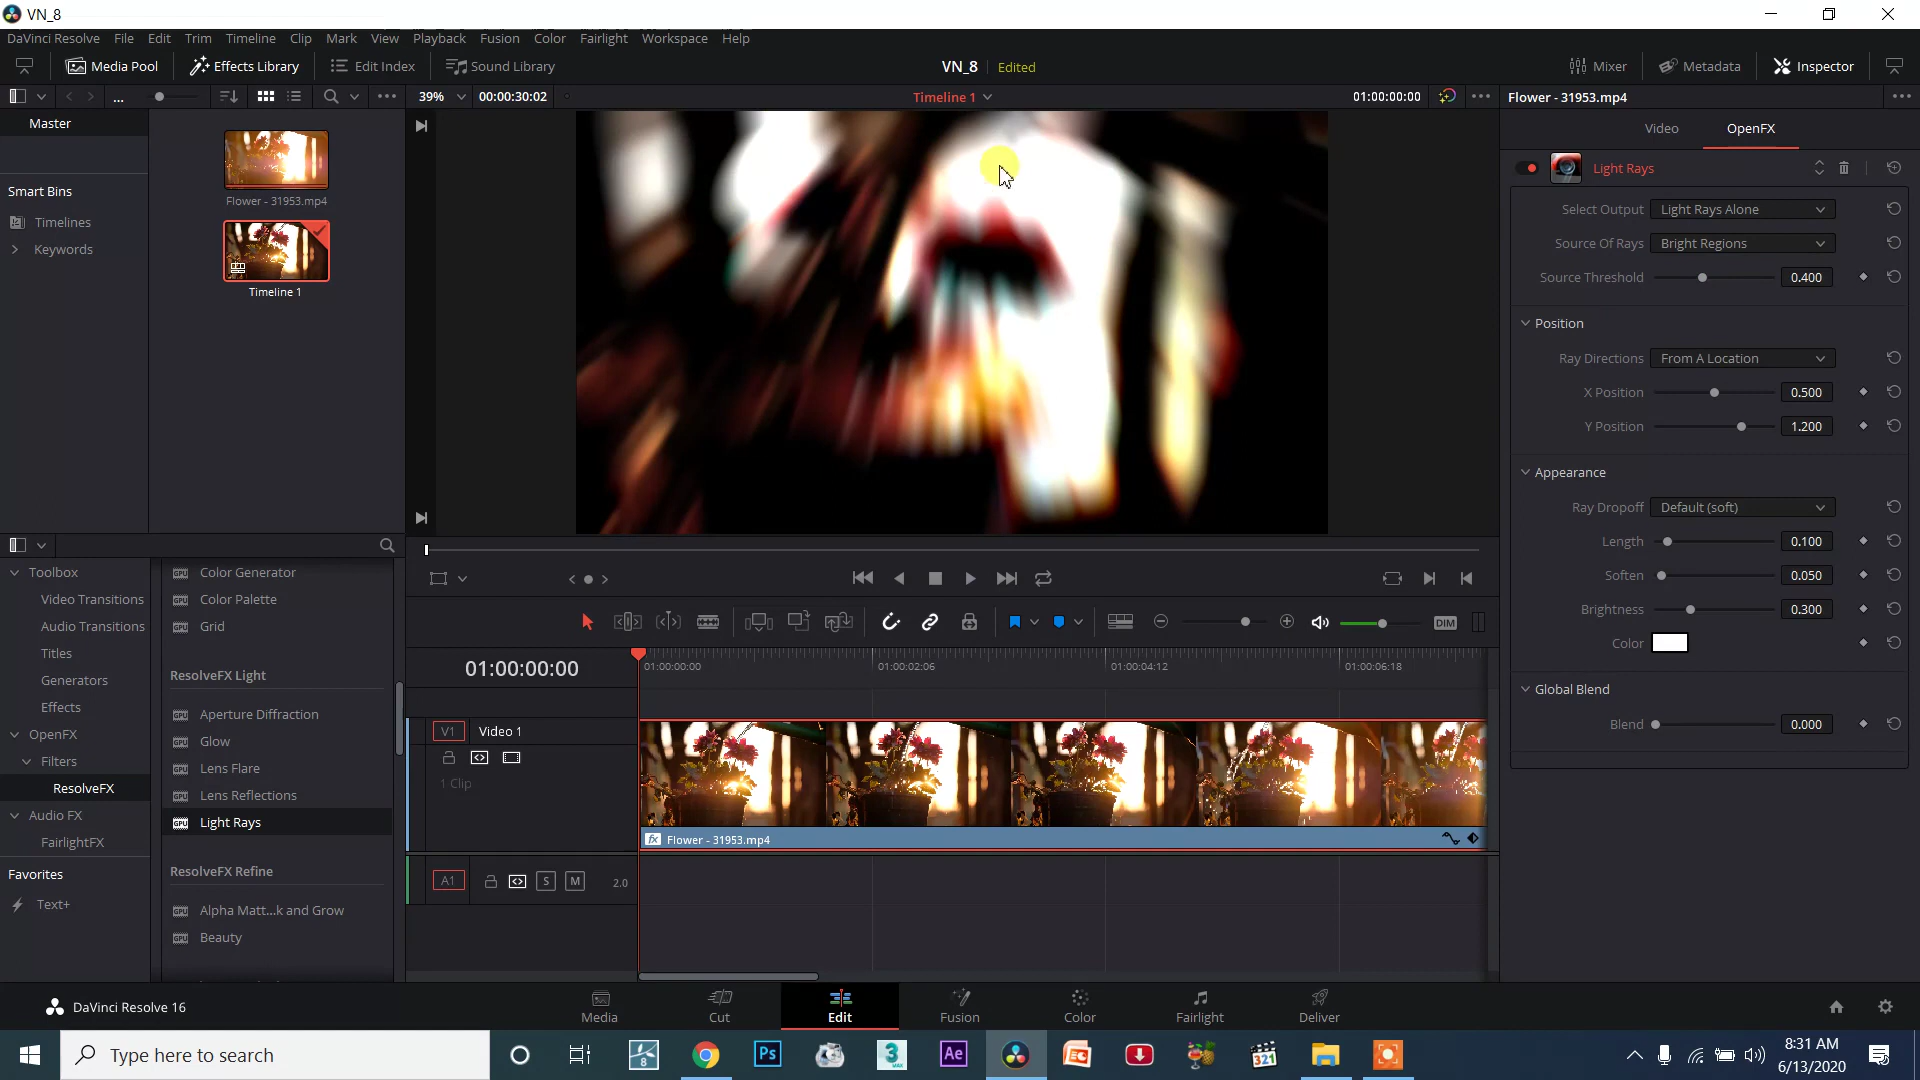 VN_8
DaVinci Resolve File Edit Trim Timeline Clip Mark View Playback Fusion Color Fairlight Workspace Help
Media Pool Effects Library Edit Index Sound Library VN_8 Edited Mixer Metadata Inspector
... 39% 00:00:30:02 Timeline 1 01:00:00:00 Flower - 31953.mp4
Master
Smart Bins
Timelines
Keywords
Flower - 31953.mp4
Timeline 1
Video OpenFX
Light Rays
Select Output Light Rays Alone
Source Of Rays Bright Regions
Source Threshold 0.400
Position
Ray Directions From A Location
X Position 0.500
Y Position 1.200
Appearance
Ray Dropoff Default (soft)
Length 0.100
Soften 0.050
Brightness 0.300
Color
Global Blend
Blend 0.000
Toolbox
Video Transitions
Audio Transitions
Titles
Generators
Effects
OpenFX
Filters
ResolveFX
Audio FX
FairlightFX
Favorites
Text+
Color Generator
Color Palette
Grid
ResolveFX Light
Aperture Diffraction
Glow
Lens Flare
Lens Reflections
Light Rays
ResolveFX Refine
Alpha Matt...k and Grow
Beauty
DIM
01:00:00:00 01:00:00:00 01:00:02:06 01:00:04:12 01:00:06:18
V1 Video 1
1 Clip
fx Flower - 31953.mp4
A1 S M 2.0
DaVinci Resolve 16 Media Cut Edit Fusion Color Fairlight Deliver
Type here to search
8 Ps 3 MAX Ae 321
8:31 AM
6/13/2020